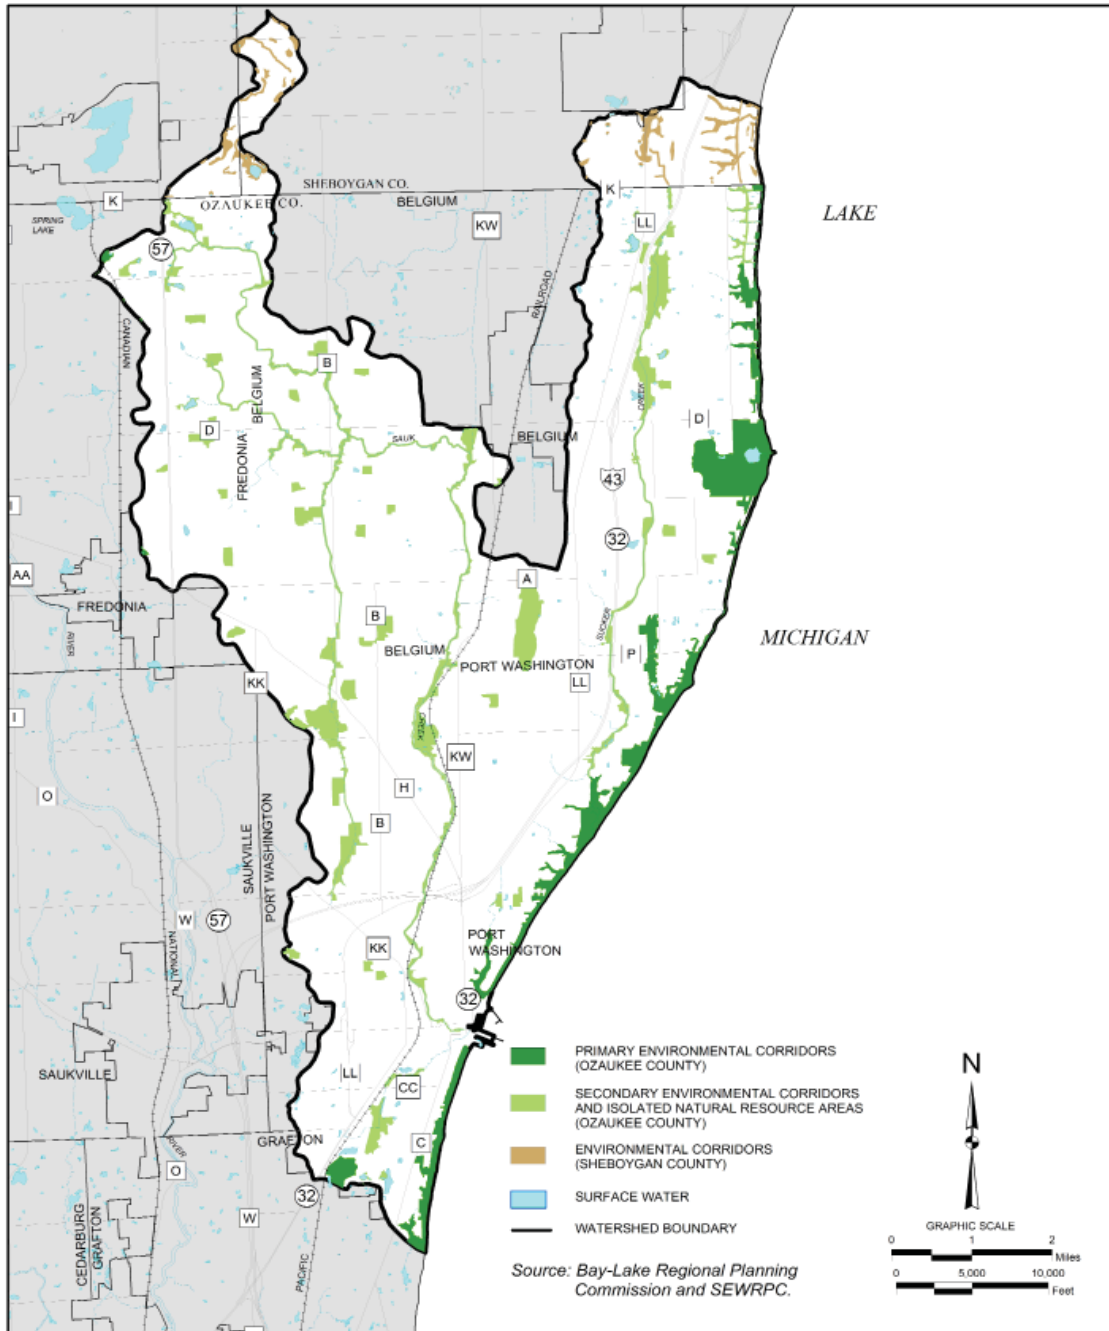 SHEBOYGAN CO.
OZAUKEE CO.
BELGIUM
K
K
SPRING
LAKE
57
KW
LL
LAKE
RAILROAD
CANADIAN
B
BELGIUM
FREDONIA
D
SAUK
CREEK
D
BELGIUM
43
32
AA
A
FREDONIA
RIVER
B
BELGIUM
SUCKER
P
MICHIGAN
PORT WASHINGTON
KK
LL
I
I
CREEK
KW
O
H
B
SAUKVILLE
PORT WASHINGTON
W
57
NATIONAL
KK
PORT
WASHINGTON
32
SAUKVILLE
LL
CC
C
GRAFTON
RIVER
O
32
W
CEDARBURG
GRAFTON
PACIFIC
PRIMARY ENVIRONMENTAL CORRIDORS
(OZAUKEE COUNTY)
SECONDARY ENVIRONMENTAL CORRIDORS
AND ISOLATED NATURAL RESOURCE AREAS
(OZAUKEE COUNTY)
ENVIRONMENTAL CORRIDORS
(SHEBOYGAN COUNTY)
SURFACE WATER
WATERSHED BOUNDARY
Source: Bay-Lake Regional Planning
Commission and SEWRPC.
N
GRAPHIC SCALE
0 1 2
Miles
0 5,000 10,000
Feet